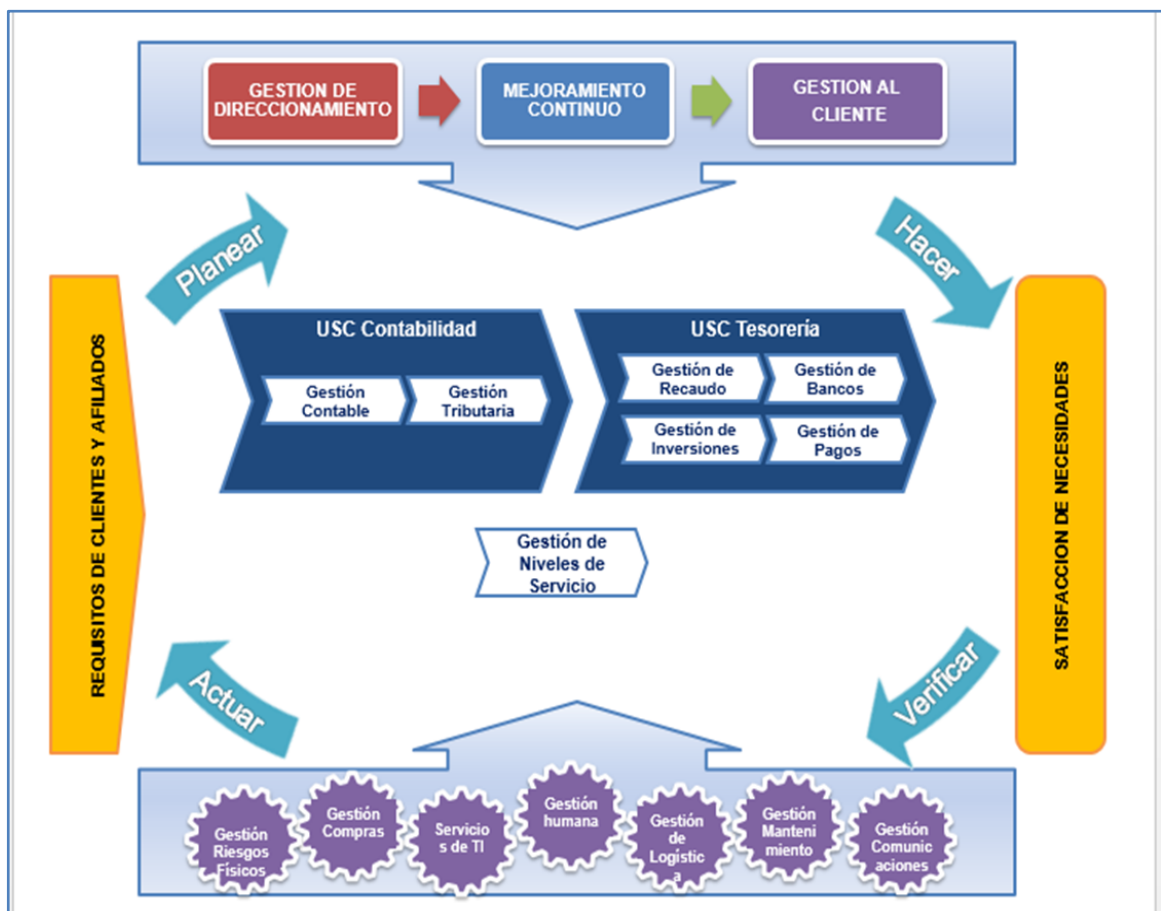 GESTION DE
DIRECCIONAMIENTO
MEJORAMIENTO
CONTINUO
GESTION AL
CLIENTE
Planear
Hacer
REQUISITOS DE CLIENTES Y AFILIADOS
USC Contabilidad
Gestión
Contable
Gestión
Tributaria
USC Tesorería
Gestión de
Recaudo
Gestión de
Bancos
Gestión de
Inversiones
Gestión de
Pagos
SATISFACCION DE NECESIDADES
Gestión de
Niveles de
Servicio
Actuar
Verificar
Gestión
Riesgos
Físicos
Gestión
Compras
Servicio
s de TI
Gestión
humana
Gestión
de
Logístic
a
Gestión
Manteni
miento
Gestión
Comunic
aciones